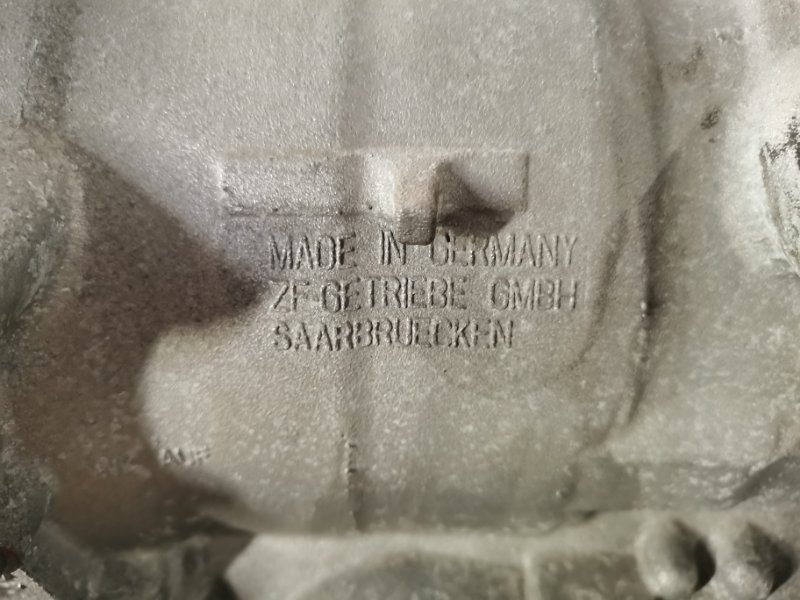 MADE IN GERMANY
ZF-GETRIEBE GMBH
SAARBRUECKEN